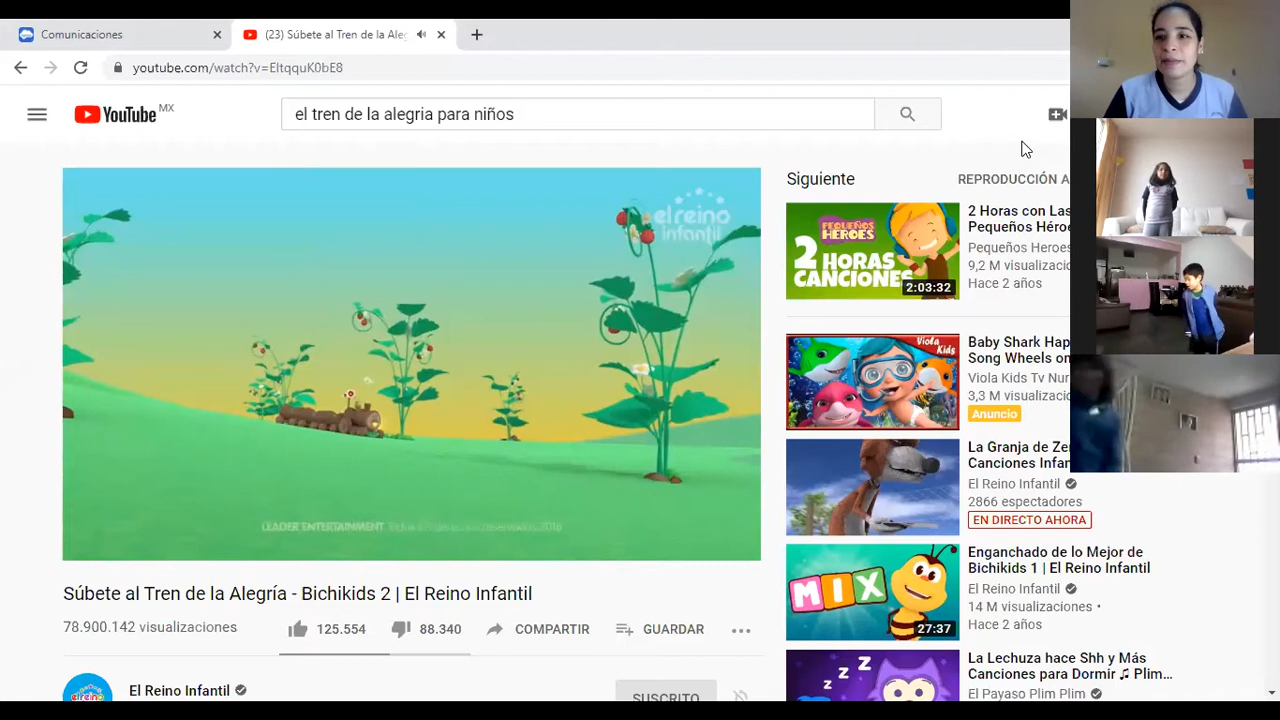 Comunicaciones
(23) Súbete al Tren de la Aleg
youtube.com/watch?v=EltqquK0bE8
YouTube MX
el tren de la alegria para niños
el reino
infantil
LEADER ENTERTAINMENT
Súbete al Tren de la Alegría - Bichikids 2 | El Reino Infantil
78.900.142 visualizaciones
125.554
88.340
COMPARTIR
GUARDAR
El Reino Infantil
SUSCRITO
Siguiente
REPRODUCCIÓN A
PEQUEÑOS
HEROES
2 HORAS
CANCIONES
2:03:32
2 Horas con Las
Pequeños Héroe
Pequeños Heroes
9,2 M visualizacio
Hace 2 años
Viola
Kids
Baby Shark Hap
Song Wheels on
Viola Kids Tv Nur
3,3 M visualizacio
Anuncio
La Granja de Zen
Canciones Infan
El Reino Infantil
2866 espectadores
EN DIRECTO AHORA
MIX
27:37
Enganchado de lo Mejor de
Bichikids 1 | El Reino Infantil
El Reino Infantil
14 M visualizaciones •
Hace 2 años
z z z
La Lechuza hace Shh y Más
Canciones para Dormir ♫ Plim...
El Payaso Plim Plim